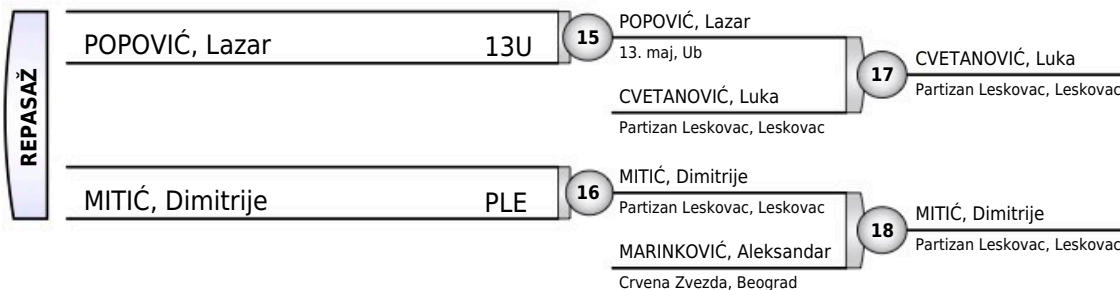 REPASAŽ
POPOVIĆ, Lazar 13U
15
POPOVIĆ, Lazar
13. maj, Ub
CVETANOVIĆ, Luka
Partizan Leskovac, Leskovac
17
CVETANOVIĆ, Luka
Partizan Leskovac, Leskovac
MITIĆ, Dimitrije PLE
16
MITIĆ, Dimitrije
Partizan Leskovac, Leskovac
MARINKOVIĆ, Aleksandar
Crvena Zvezda, Beograd
18
MITIĆ, Dimitrije
Partizan Leskovac, Leskovac